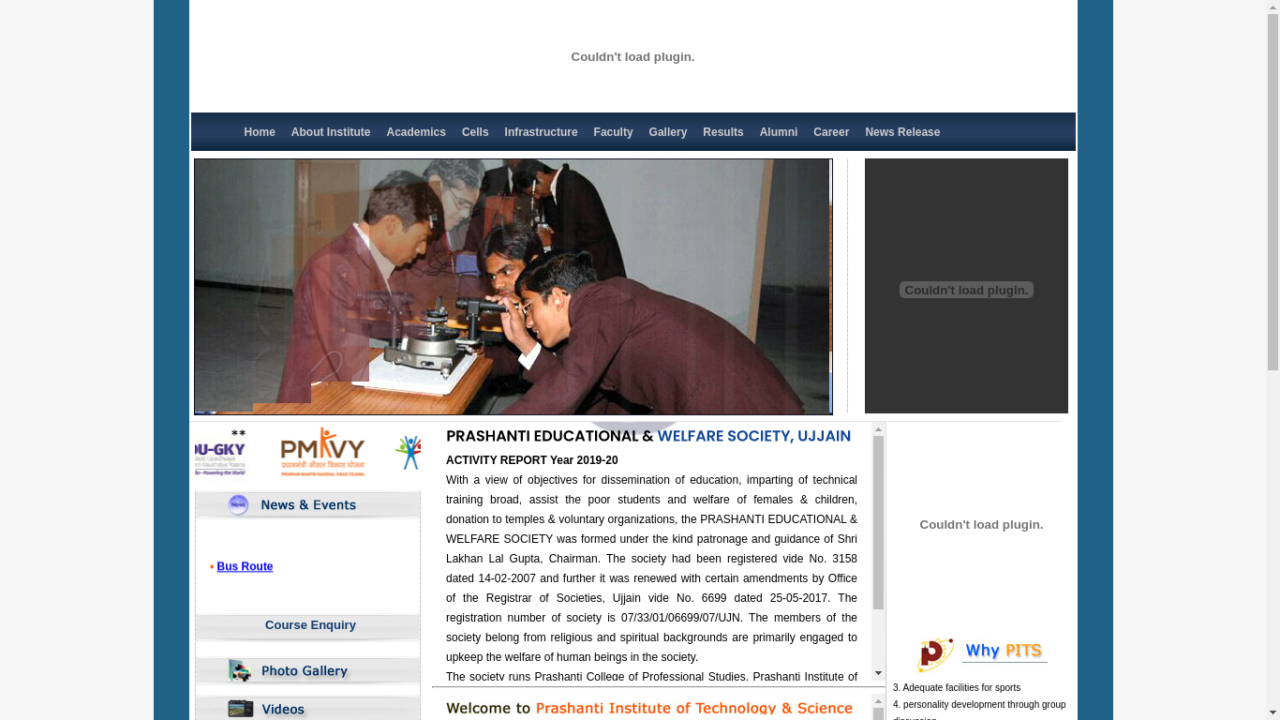 Couldn't load plugin.
Home About Institute Academics Cells Infrastructure Faculty Gallery Results Alumni Career News Release
Couldn't load plugin.
**
DU-GKY
PMKVY
प्रधानमंत्री कौशल विकास योजना
News & Events
• Bus Route
Course Enquiry
Photo Gallery
Videos
PRASHANTI EDUCATIONAL & WELFARE SOCIETY, UJJAIN
ACTIVITY REPORT Year 2019-20
With a view of objectives for dissemination of education, imparting of technical
training broad, assist the poor students and welfare of females & children,
donation to temples & voluntary organizations, the PRASHANTI EDUCATIONAL &
WELFARE SOCIETY was formed under the kind patronage and guidance of Shri
Lakhan Lal Gupta, Chairman. The society had been registered vide No. 3158
dated 14-02-2007 and further it was renewed with certain amendments by Office
of the Registrar of Societies, Ujjain vide No. 6699 dated 25-05-2017. The
registration number of society is 07/33/01/06699/07/UJN. The members of the
society belong from religious and spiritual backgrounds are primarily engaged to
upkeep the welfare of human beings in the society.
The society runs Prashanti College of Professional Studies, Prashanti Institute of
Welcome to Prashanti Institute of Technology & Science
Couldn't load plugin.
Why PITS
3. Adequate facilities for sports
4. personality development through group
discussion